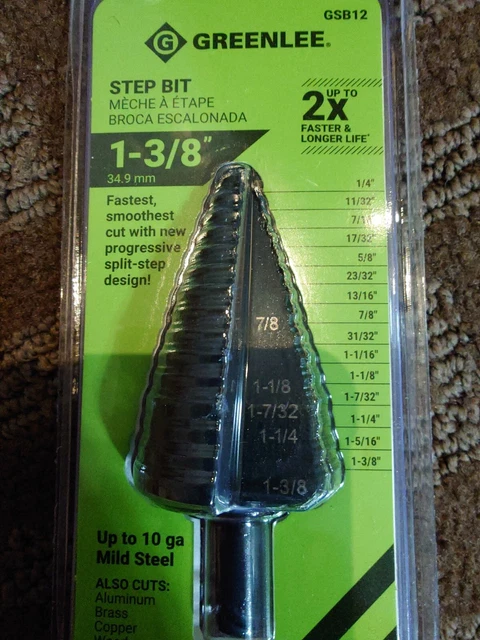 GSB12
G GREENLEE®
STEP BIT
MÈCHE À ÉTAPE
BROCA ESCALONADA
UP TO
2x
FASTER &
LONGER LIFE*
1-3/8"
34.9 mm
Fastest,
smoothest
cut with new
progressive
split-step
design!
1/4"
11/32"
17/32"
5/8"
23/32"
13/16"
7/8"
31/32"
1-1/16"
1-1/8"
1-7/32"
1-1/4"
1-5/16"
1-3/8"
7/8
1-1/8
1-7/32
1-1/4
1-3/8
Up to 10 ga
Mild Steel
ALSO CUTS:
Aluminum
Brass
Copper